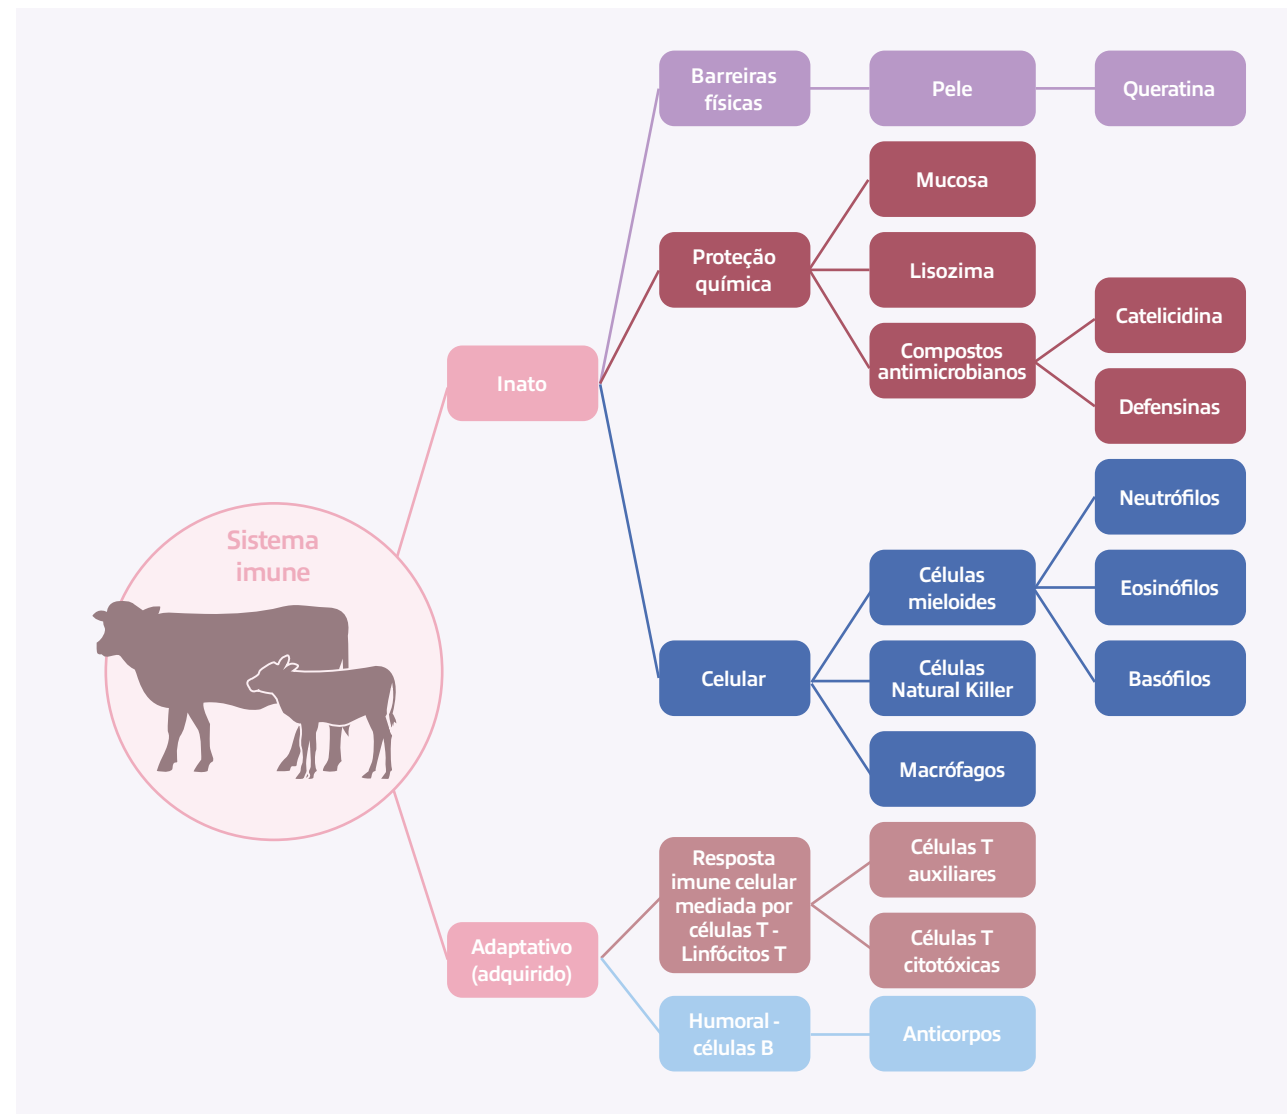 Sistema
imune
Inato
Barreiras
físicas
Pele
Queratina
Proteção
química
Mucosa
Lisozima
Compostos
antimicrobianos
Catelicidina
Defensinas
Celular
Células
mieloides
Neutrófilos
Eosinófilos
Basófilos
Células
Natural Killer
Macrófagos
Adaptativo
(adquirido)
Resposta
imune celular
mediada por
células T -
Linfócitos T
Células T
auxiliares
Células T
citotóxicas
Humoral -
células B
Anticorpos